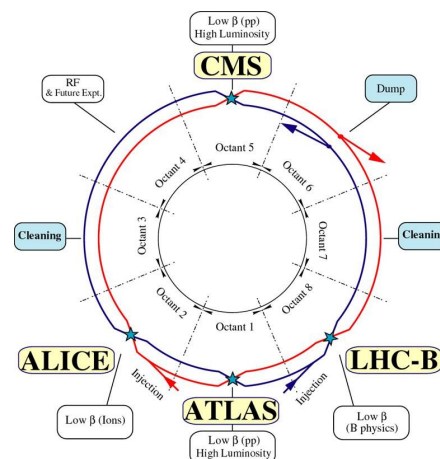 Low β (pp)
High Luminosity
CMS
RF
& Future Expt.
Dump
Octant 5
Octant 4
Octant 6
Cleaning
Octant 3
Octant 7
Cleanin
Octant 2
Octant 8
Octant 1
ALICE
LHC-B
Injection
ATLAS
Injection
Low β (Ions)
Low β (pp)
High Luminosity
Low β
(B physics)